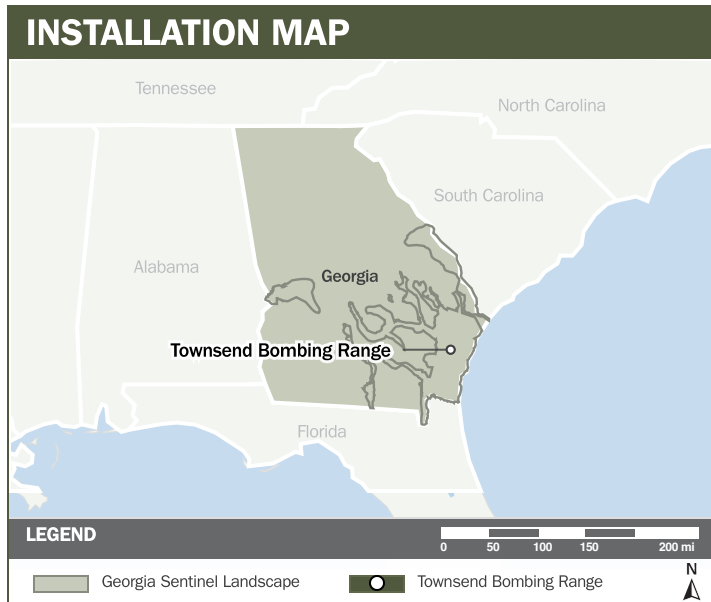 INSTALLATION MAP
Tennessee
North Carolina
South Carolina
Alabama
Georgia
Townsend Bombing Range
Florida
LEGEND
0 50 100 150 200 mi
Georgia Sentinel Landscape
Townsend Bombing Range
N